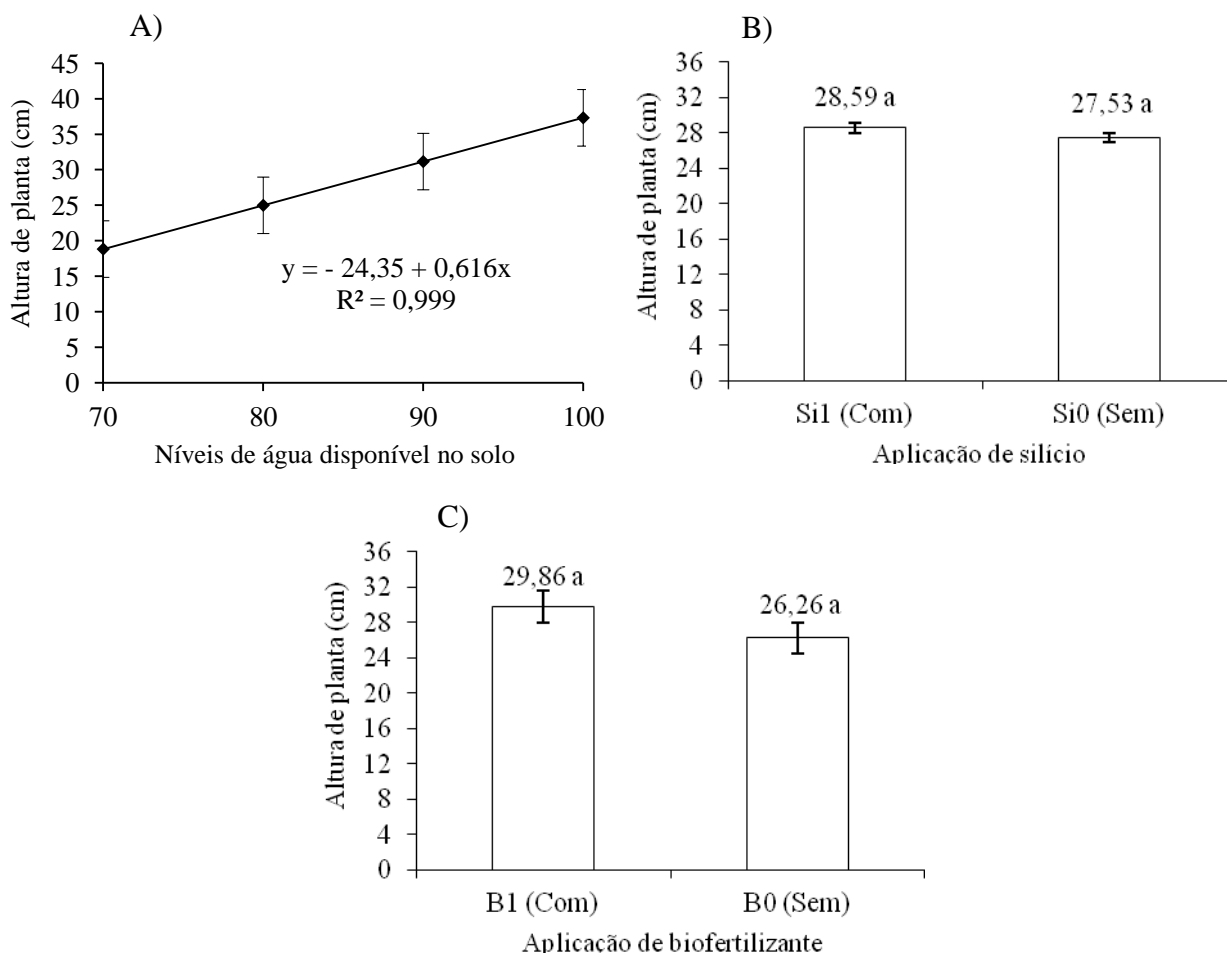 A)
Altura de planta (cm)
45
40
35
30
25
20
15
10
5
0
y = - 24,35 + 0,616x
R² = 0,999
70 80 90 100
Níveis de água disponível no solo
B)
Altura de planta (cm)
36
32
28
24
20
16
12
8
4
0
28,59 a 27,53 a
Si1 (Com) Si0 (Sem)
Aplicação de silício
C)
Altura de planta (cm)
36
32
28
24
20
16
12
8
4
0
29,86 a 26,26 a
B1 (Com) B0 (Sem)
Aplicação de biofertilizante